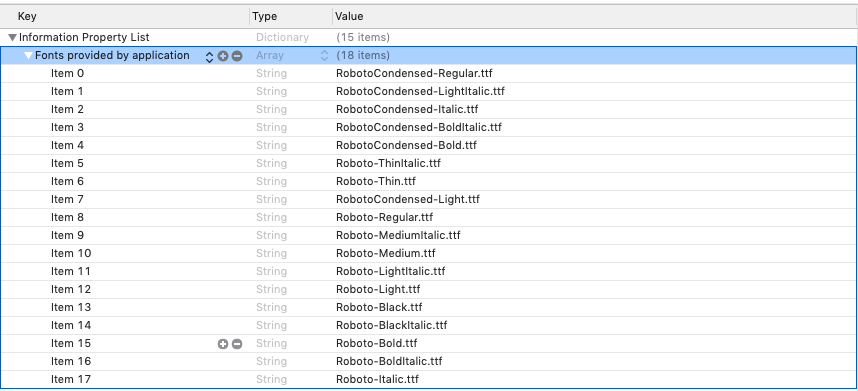 Key Type Value
Information Property List Dictionary (15 items)
Fonts provided by application Array (18 items)
Item 0 String RobotoCondensed-Regular.ttf
Item 1 String RobotoCondensed-LightItalic.ttf
Item 2 String RobotoCondensed-Italic.ttf
Item 3 String RobotoCondensed-BoldItalic.ttf
Item 4 String RobotoCondensed-Bold.ttf
Item 5 String Roboto-ThinItalic.ttf
Item 6 String Roboto-Thin.ttf
Item 7 String RobotoCondensed-Light.ttf
Item 8 String Roboto-Regular.ttf
Item 9 String Roboto-MediumItalic.ttf
Item 10 String Roboto-Medium.ttf
Item 11 String Roboto-LightItalic.ttf
Item 12 String Roboto-Light.ttf
Item 13 String Roboto-Black.ttf
Item 14 String Roboto-BlackItalic.ttf
Item 15 String Roboto-Bold.ttf
Item 16 String Roboto-BoldItalic.ttf
Item 17 String Roboto-Italic.ttf